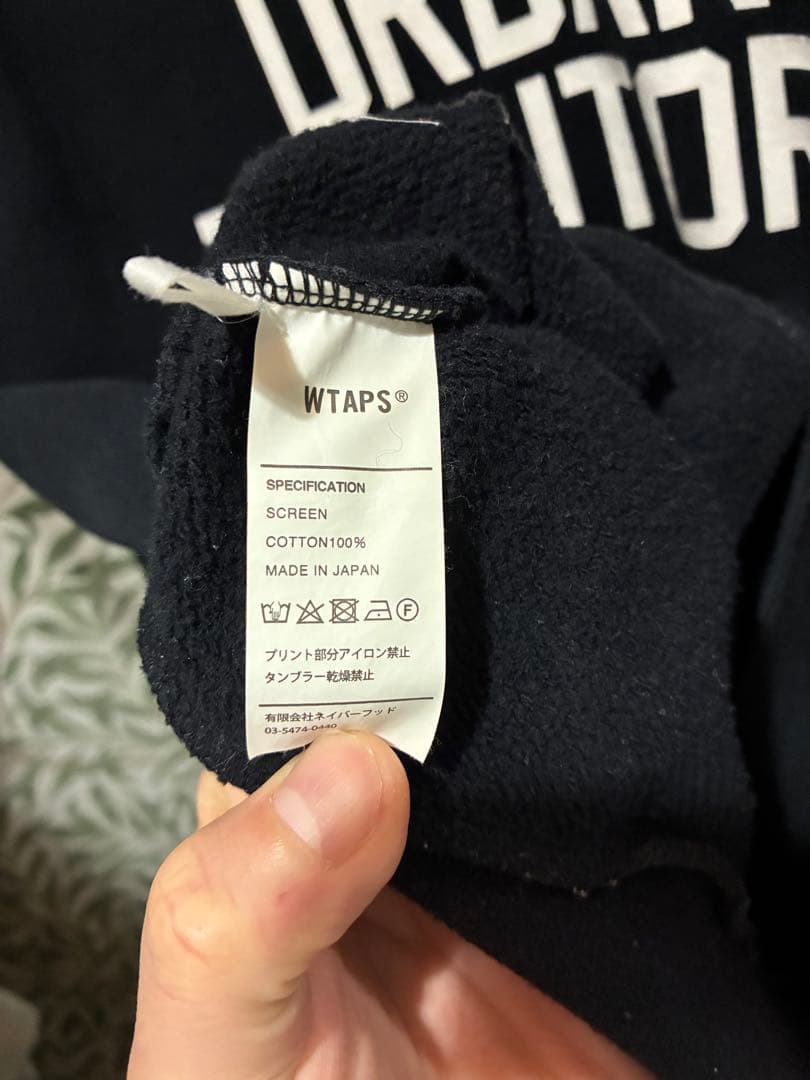 WTAPS®
SPECIFICATION
SCREEN
COTTON100%
MADE IN JAPAN
F
プリント部分アイロン禁止
タンブラー乾燥禁止
有限会社ネイバーフッド
03-5474-0440